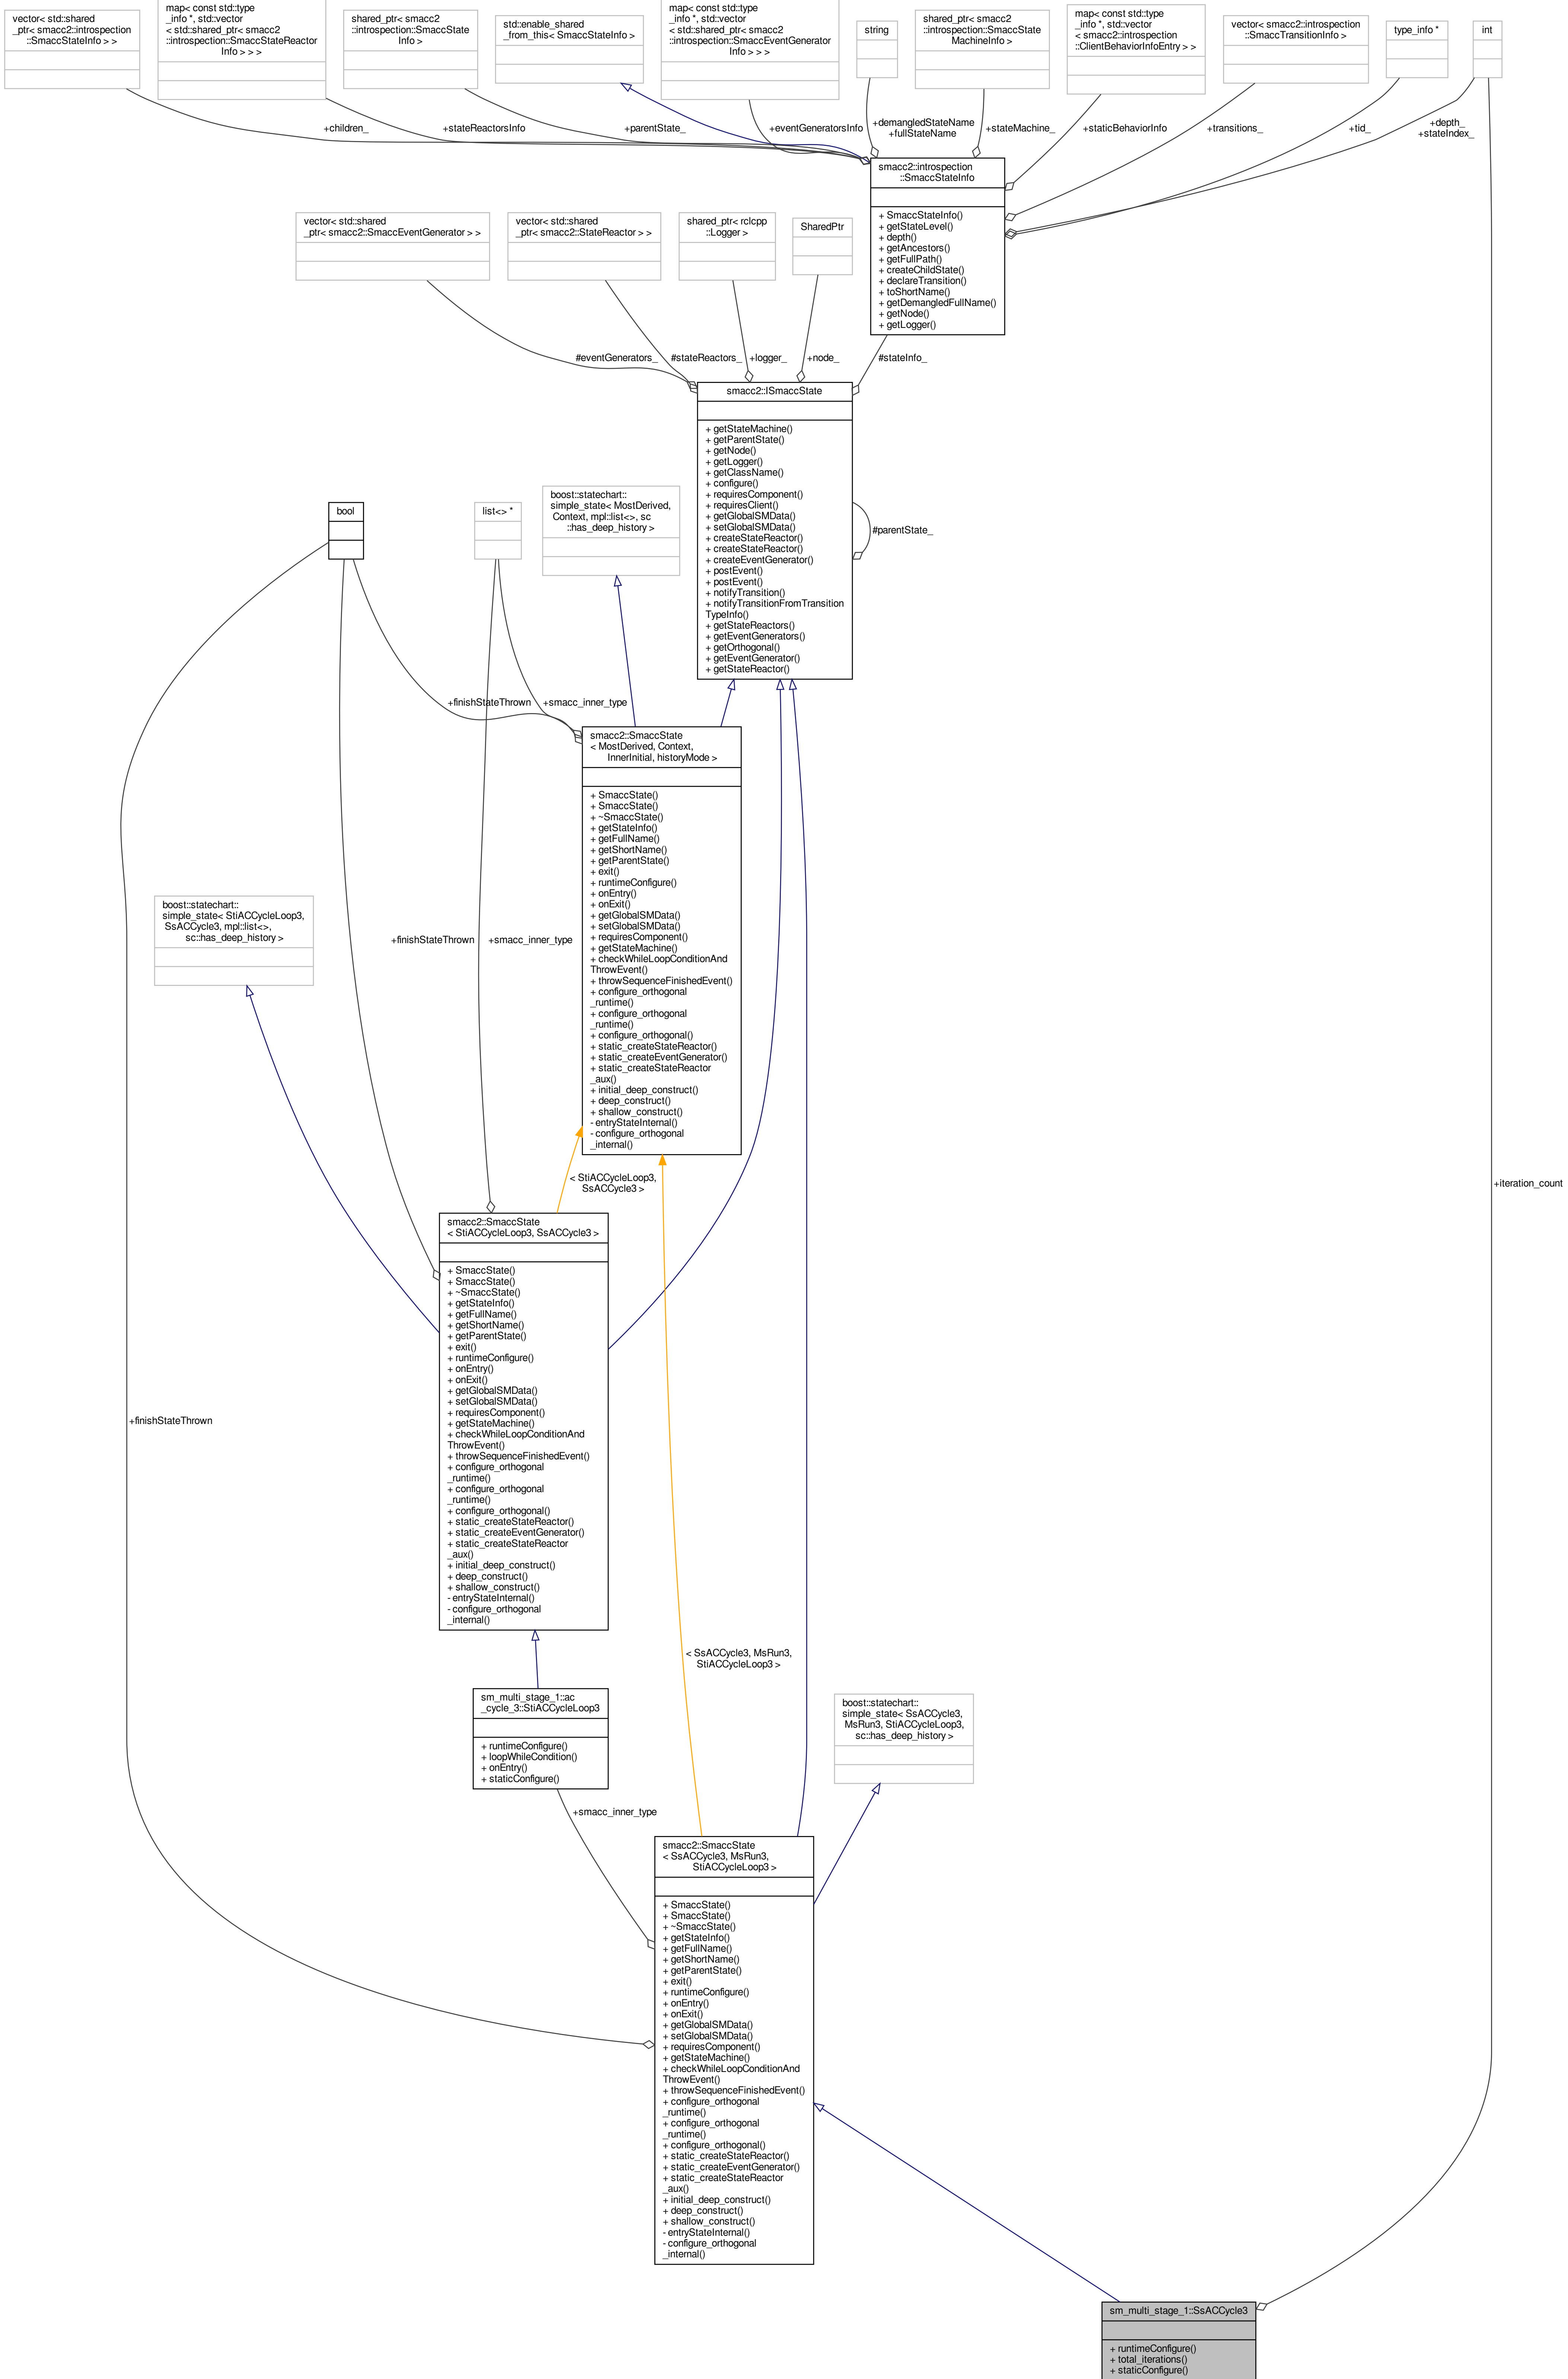 vector< std::shared
_ptr< smacc2::introspection
::SmaccStateInfo > >
map< const std::type
_info *, std::vector
< std::shared_ptr< smacc2
::introspection::SmaccStateReactor
Info > > >
shared_ptr< smacc2
::introspection::SmaccState
Info >
std::enable_shared
_from_this< SmaccStateInfo >
map< const std::type
_info *, std::vector
< std::shared_ptr< smacc2
::introspection::SmaccEventGenerator
Info > > >
string
shared_ptr< smacc2
::introspection::SmaccState
MachineInfo >
map< const std::type
_info *, std::vector
< smacc2::introspection
::ClientBehaviorInfoEntry > >
vector< smacc2::introspection
::SmaccTransitionInfo >
type_info *
int
+children_
+stateReactorsInfo
+parentState_
+eventGeneratorsInfo
+demangledStateName
+fullStateName
+stateMachine_
+staticBehaviorInfo
+transitions_
+tid_
+depth_
+stateIndex_
smacc2::introspection
::SmaccStateInfo
+ SmaccStateInfo()
+ getStateLevel()
+ depth()
+ getAncestors()
+ getFullPath()
+ createChildState()
+ declareTransition()
+ toShortName()
+ getDemangledFullName()
+ getNode()
+ getLogger()
vector< std::shared
_ptr< smacc2::SmaccEventGenerator > >
vector< std::shared
_ptr< smacc2::StateReactor > >
shared_ptr< rclcpp
::Logger >
SharedPtr
#eventGenerators_
#stateReactors_
+logger_
+node_
#stateInfo_
smacc2::ISmaccState
+ getStateMachine()
+ getParentState()
+ getNode()
+ getLogger()
+ getClassName()
+ configure()
+ requiresComponent()
+ requiresClient()
+ getGlobalSMData()
+ setGlobalSMData()
+ createStateReactor()
+ createStateReactor()
+ createEventGenerator()
+ postEvent()
+ postEvent()
+ notifyTransition()
+ notifyTransitionFromTransition
TypeInfo()
+ getStateReactors()
+ getEventGenerators()
+ getOrthogonal()
+ getEventGenerator()
+ getStateReactor()
#parentState_
bool
list<> *
boost::statechart::
simple_state< MostDerived,
Context, mpl::list<>, sc
::has_deep_history >
+finishStateThrown
+smacc_inner_type
smacc2::SmaccState
< MostDerived, Context,
InnerInitial, historyMode >
+ SmaccState()
+ SmaccState()
+ ~SmaccState()
+ getStateInfo()
+ getFullName()
+ getShortName()
+ getParentState()
+ exit()
+ runtimeConfigure()
+ onEntry()
+ onExit()
+ getGlobalSMData()
+ setGlobalSMData()
+ requiresComponent()
+ getStateMachine()
+ checkWhileLoopConditionAnd
ThrowEvent()
+ throwSequenceFinishedEvent()
+ configure_orthogonal
_runtime()
+ configure_orthogonal
_runtime()
+ configure_orthogonal()
+ static_createStateReactor()
+ static_createEventGenerator()
+ static_createStateReactor
_aux()
+ initial_deep_construct()
+ deep_construct()
+ shallow_construct()
- entryStateInternal()
- configure_orthogonal
_internal()
boost::statechart::
simple_state< StiACCycleLoop3,
SsACCycle3, mpl::list<>,
sc::has_deep_history >
+finishStateThrown
+smacc_inner_type
< StiACCycleLoop3,
SsACCycle3 >
+iteration_count
smacc2::SmaccState
< StiACCycleLoop3, SsACCycle3 >
+ SmaccState()
+ SmaccState()
+ ~SmaccState()
+ getStateInfo()
+ getFullName()
+ getShortName()
+ getParentState()
+ exit()
+ runtimeConfigure()
+ onEntry()
+ onExit()
+ getGlobalSMData()
+ setGlobalSMData()
+ requiresComponent()
+ getStateMachine()
+ checkWhileLoopConditionAnd
ThrowEvent()
+ throwSequenceFinishedEvent()
+ configure_orthogonal
_runtime()
+ configure_orthogonal
_runtime()
+ configure_orthogonal()
+ static_createStateReactor()
+ static_createEventGenerator()
+ static_createStateReactor
_aux()
+ initial_deep_construct()
+ deep_construct()
+ shallow_construct()
- entryStateInternal()
- configure_orthogonal
_internal()
+finishStateThrown
< SsACCycle3, MsRun3,
StiACCycleLoop3 >
sm_multi_stage_1::ac
_cycle_3::StiACCycleLoop3
+ runtimeConfigure()
+ loopWhileCondition()
+ onEntry()
+ staticConfigure()
boost::statechart::
simple_state< SsACCycle3,
MsRun3, StiACCycleLoop3,
sc::has_deep_history >
+smacc_inner_type
smacc2::SmaccState
< SsACCycle3, MsRun3,
StiACCycleLoop3 >
+ SmaccState()
+ SmaccState()
+ ~SmaccState()
+ getStateInfo()
+ getFullName()
+ getShortName()
+ getParentState()
+ exit()
+ runtimeConfigure()
+ onEntry()
+ onExit()
+ getGlobalSMData()
+ setGlobalSMData()
+ requiresComponent()
+ getStateMachine()
+ checkWhileLoopConditionAnd
ThrowEvent()
+ throwSequenceFinishedEvent()
+ configure_orthogonal
_runtime()
+ configure_orthogonal
_runtime()
+ configure_orthogonal()
+ static_createStateReactor()
+ static_createEventGenerator()
+ static_createStateReactor
_aux()
+ initial_deep_construct()
+ deep_construct()
+ shallow_construct()
- entryStateInternal()
- configure_orthogonal
_internal()
sm_multi_stage_1::SsACCycle3
+ runtimeConfigure()
+ total_iterations()
+ staticConfigure()